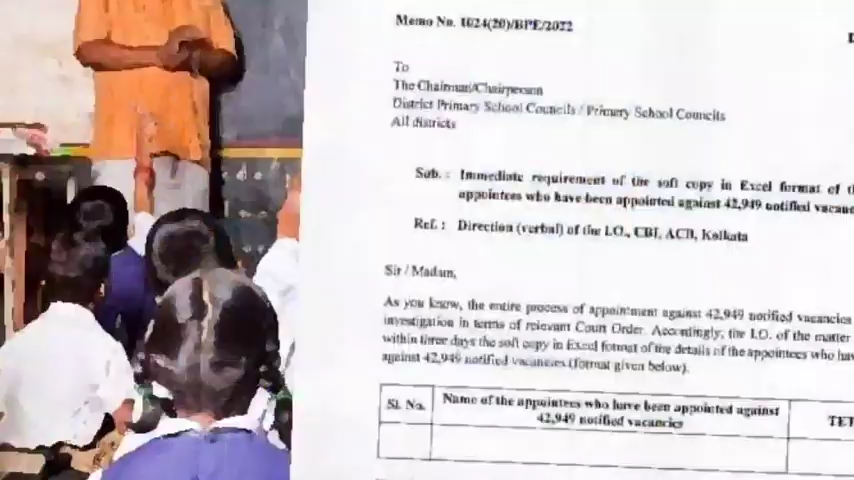 Memo No. 1024(20)/BPE/2022
To
The Chairman/Chairperson
District Primary School Councils / Primary School Councils
All districts
Sub. : Immediate requirement of the soft copy in Excel format of
appointees who have been appointed against 42,949 notified
Ref. : Direction (verbal) of the I.O., CBI, ACB, Kolkata
Sir / Madam,
As you know, the entire process of appointment against 42,949 notified vacancies
investigation in terms of relevant Court Order. Accordingly, the I.O. of the matter
within three days the soft copy in Excel format of the details of the appointees who
against 42,949 notified vacancies (format given below).
Sl. No.
Name of the appointees who have been appointed against
42,949 notified vacancies
TET